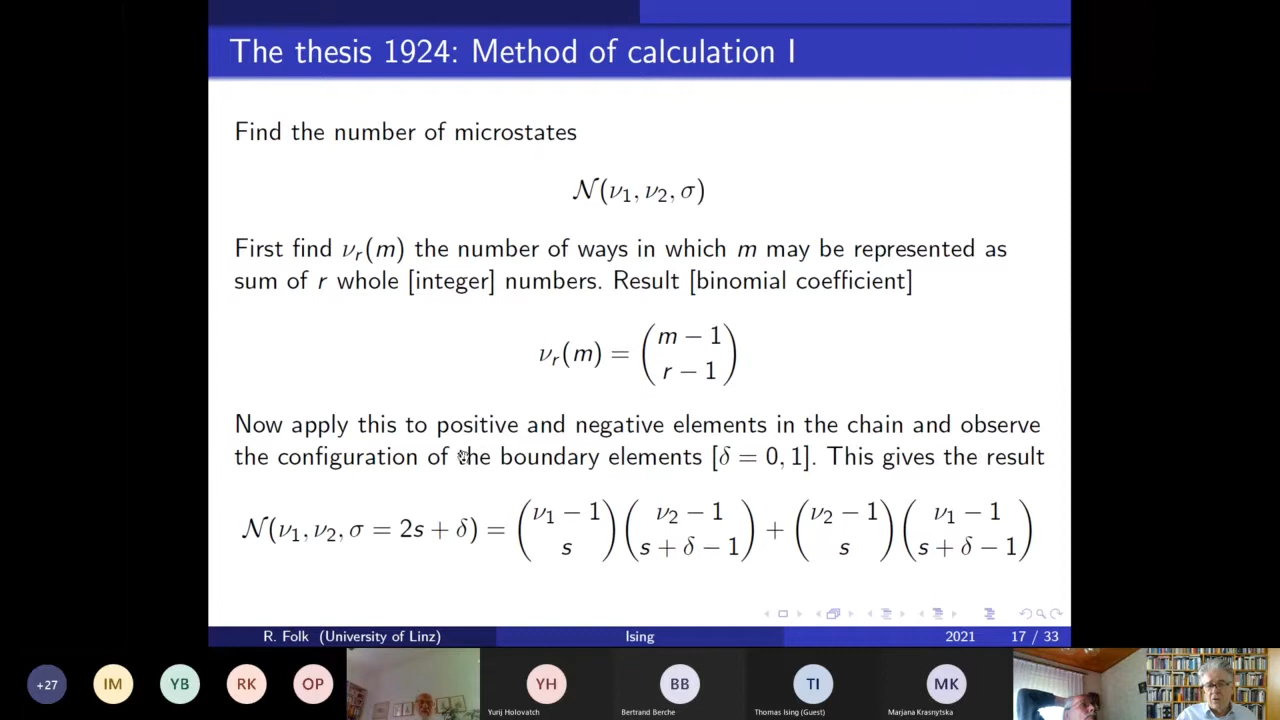 The thesis 1924: Method of calculation I
Find the number of microstates
𝒩(ν₁, ν₂, σ)
First find νᵣ(m) the number of ways in which m may be represented as
sum of r whole [integer] numbers. Result [binomial coefficient]
νᵣ(m) = (m − 1
r − 1)
Now apply this to positive and negative elements in the chain and observe
the configuration of the boundary elements [δ = 0, 1]. This gives the result
𝒩(ν₁, ν₂, σ = 2s + δ) = (ν₁ − 1 s)(ν₂ − 1 s + δ − 1) + (ν₂ − 1 s)(ν₁ − 1 s + δ − 1)
R. Folk (University of Linz) Ising 2021 17 / 33
+27 IM YB RK OP YH BB TI MK
Yurij Holovatch Bertrand Berche Thomas Ising (Guest) Marjana Krasnytska